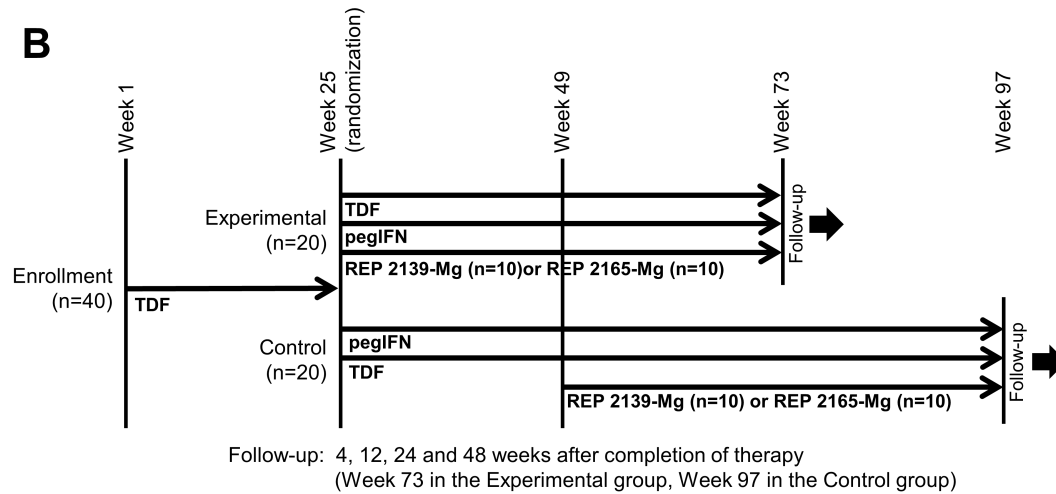 B
Week 1
Week 25
(randomization)
Week 49
Week 73
Week 97
Experimental
(n=20)
TDF
pegIFN
REP 2139-Mg (n=10)or REP 2165-Mg (n=10)
Follow-up
Enrollment
(n=40)
TDF
Control
(n=20)
pegIFN
TDF
REP 2139-Mg (n=10) or REP 2165-Mg (n=10)
Follow-up
Follow-up: 4, 12, 24 and 48 weeks after completion of therapy
(Week 73 in the Experimental group, Week 97 in the Control group)